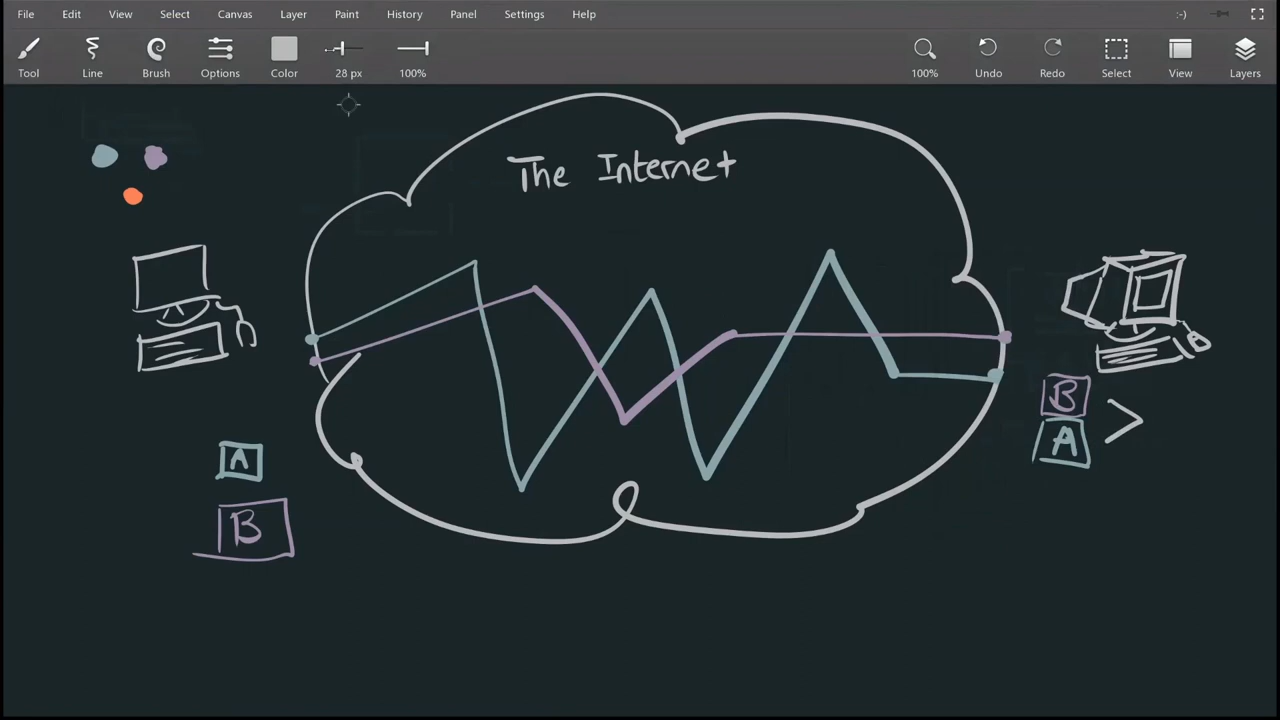 File Edit View Select Canvas Layer Paint History Panel Settings Help :-)
Tool Line Brush Options Color 28 px 100% 100% Undo Redo Select View Layers
The Internet
B
A >
A
B